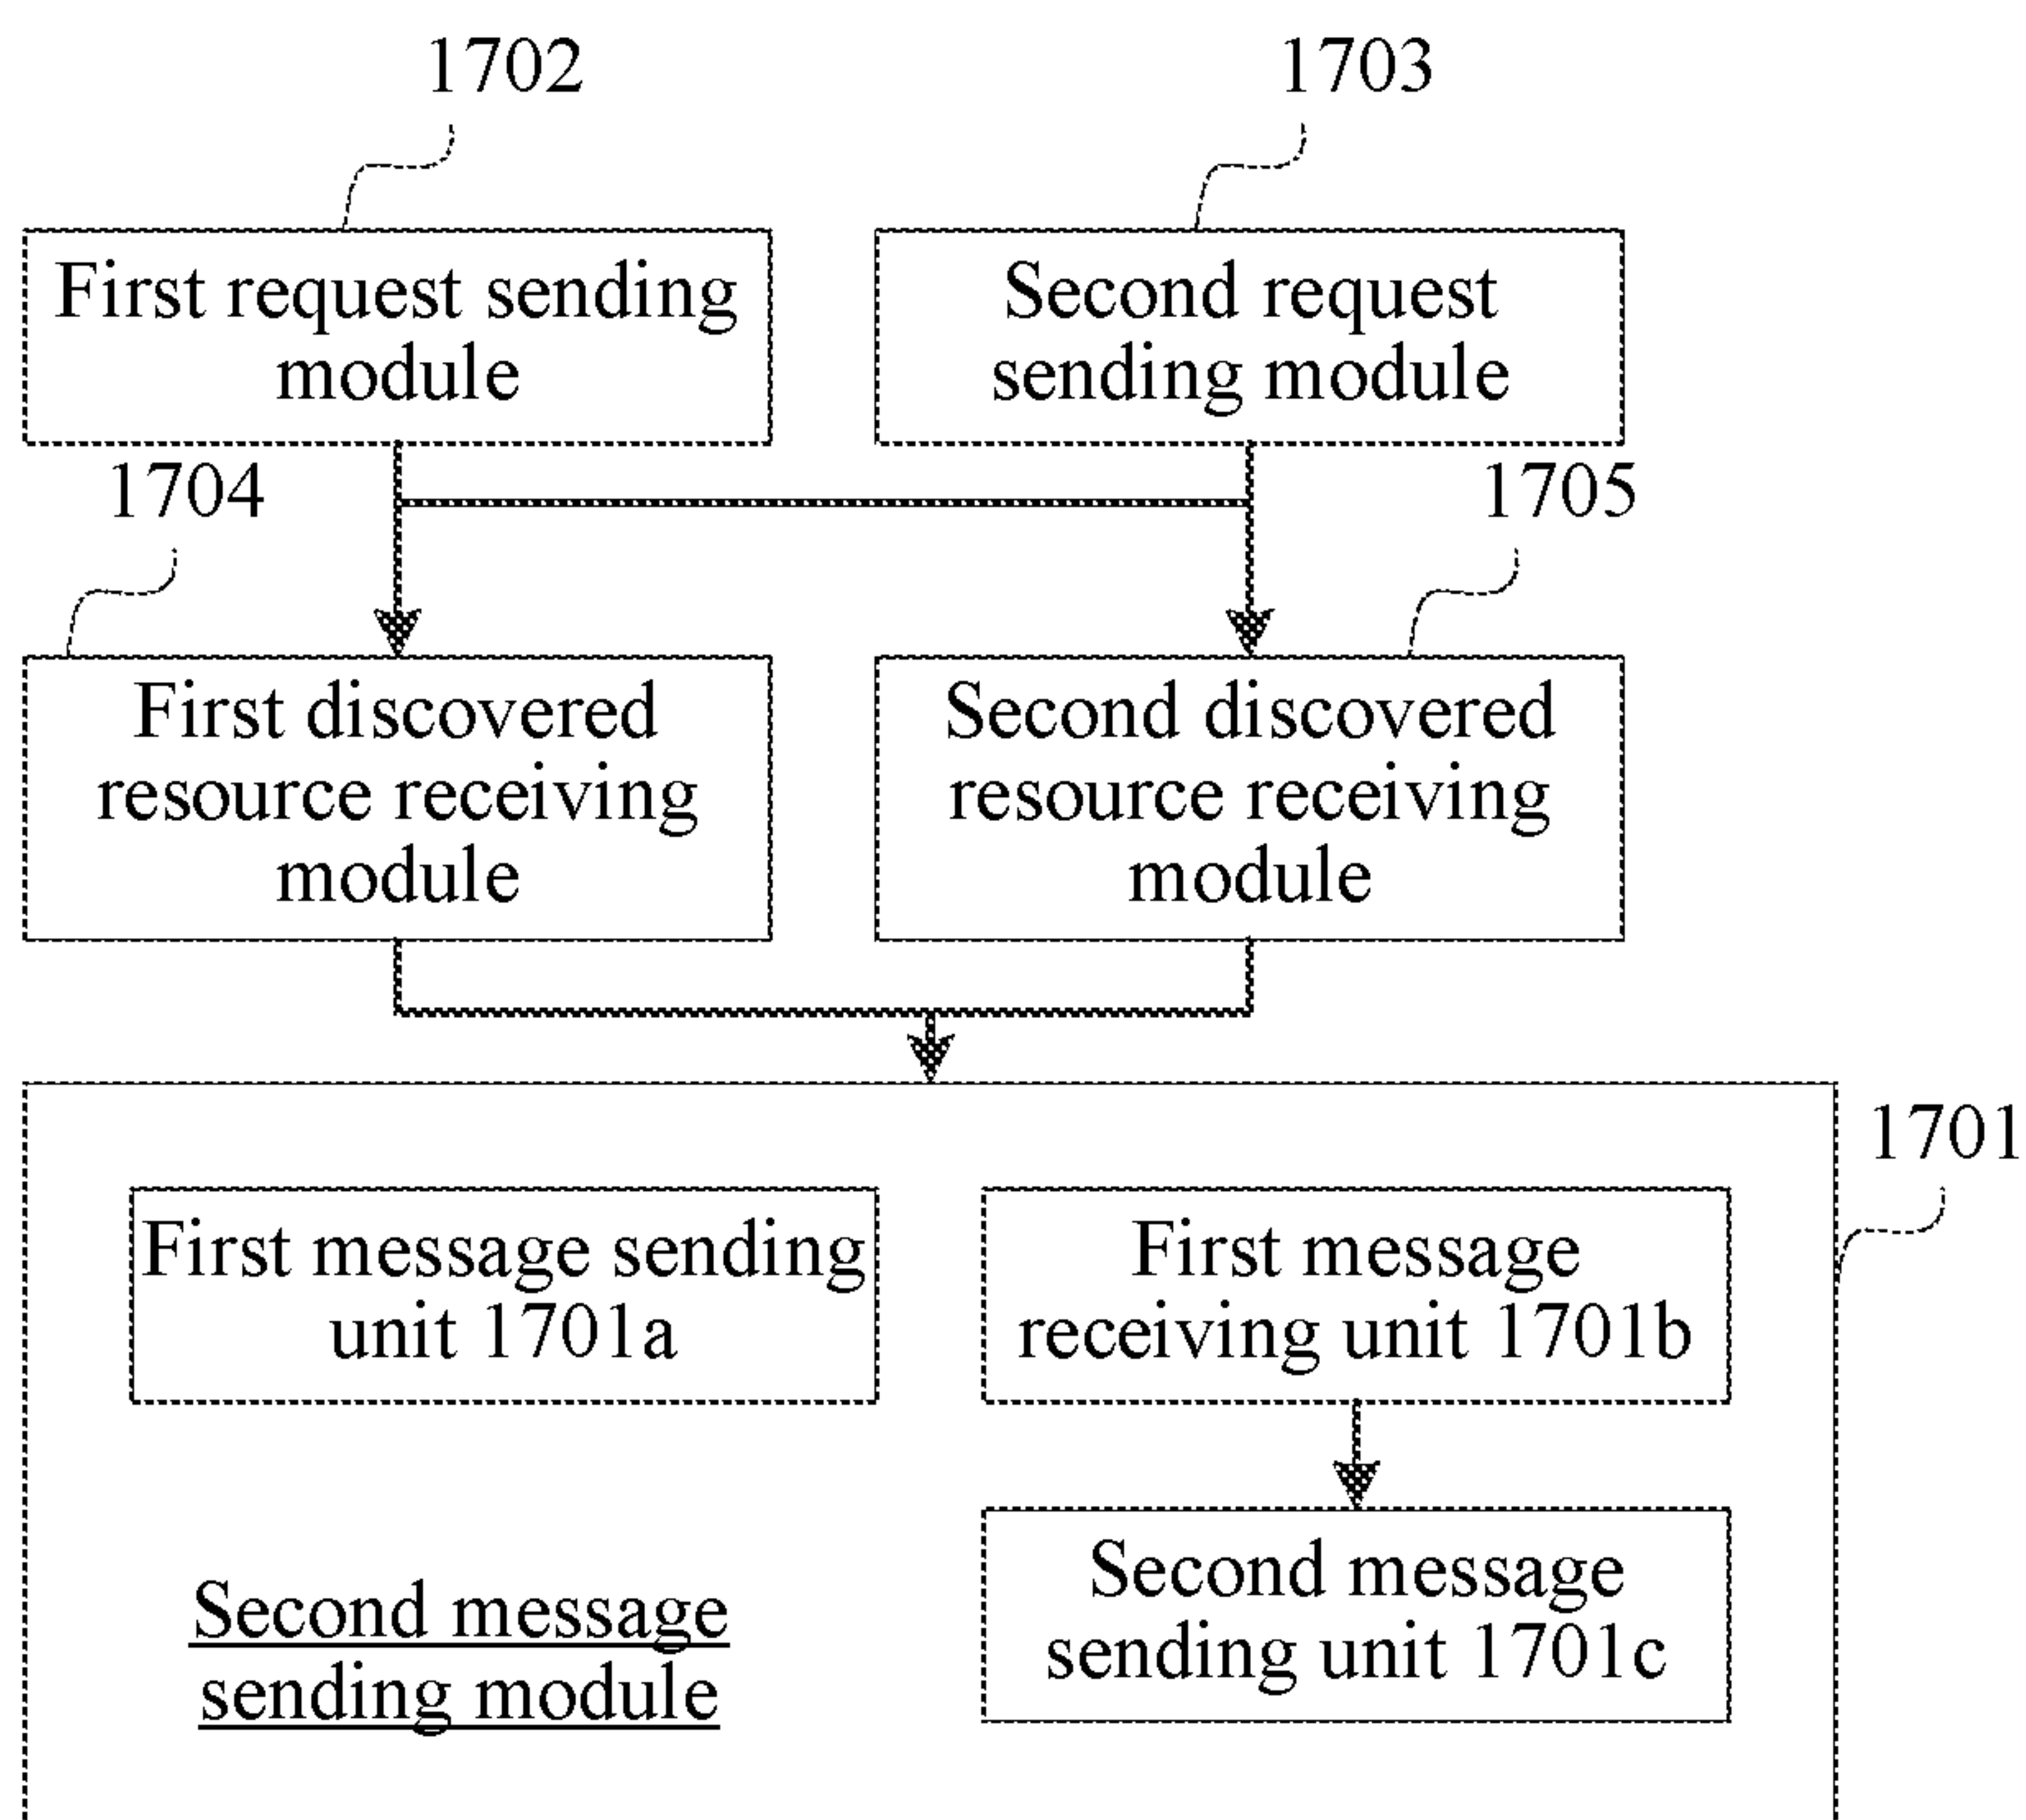 1702
1703
First request sending
module
Second request
sending module
1704
1705
First discovered
resource receiving
module
Second discovered
resource receiving
module
1701
First message sending
unit 1701a
First message
receiving unit 1701b
Second message
sending unit 1701c
Second message
sending module